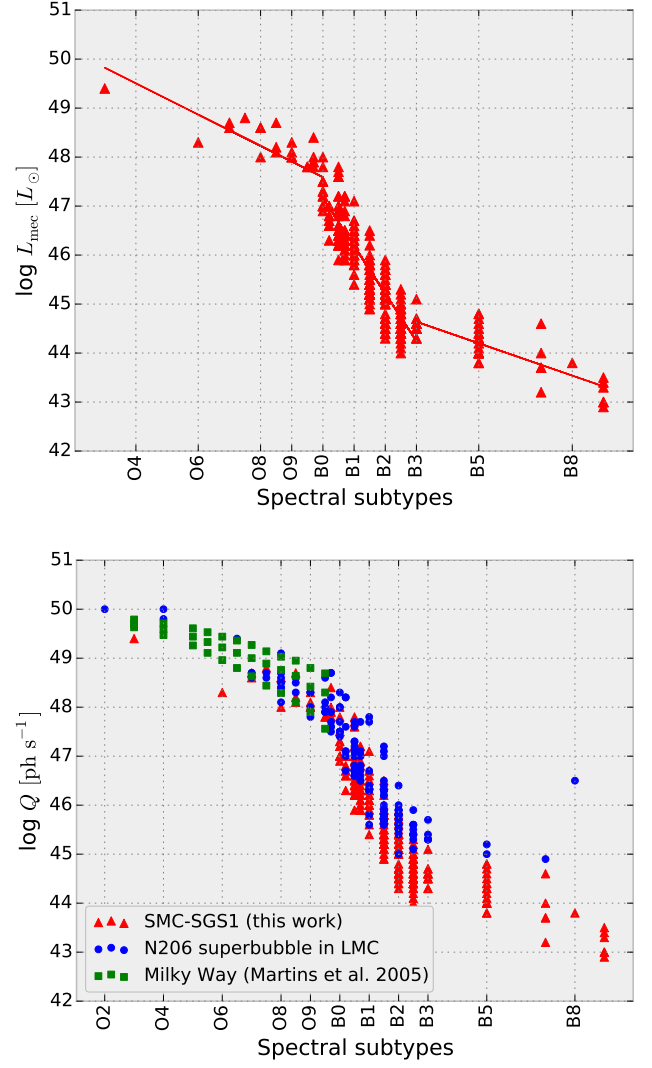 51
50
49
48
47
46
45
44
43
42
log L_mec [L_⊙]
O4 O6 O8 O9 B0 B1 B2 B3 B5 B8
Spectral subtypes
51
50
49
48
47
46
45
44
43
42
log Q [ph s⁻¹]
SMC-SGS1 (this work)
N206 superbubble in LMC
Milky Way (Martins et al. 2005)
O2 O4 O6 O8 O9 B0 B1 B2 B3 B5 B8
Spectral subtypes